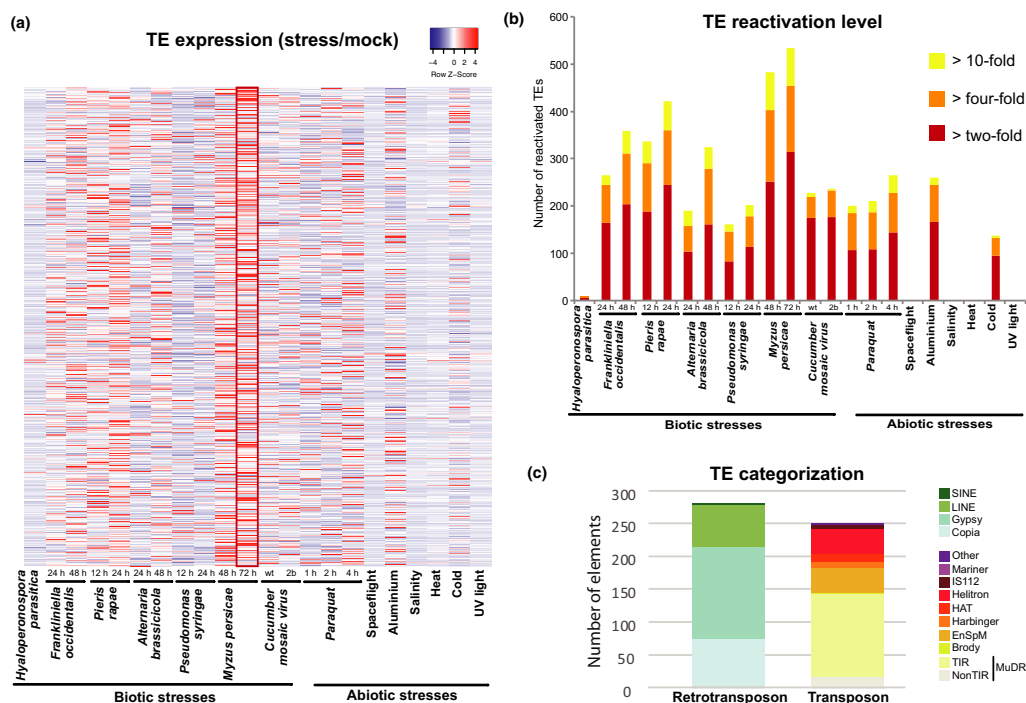 (a)
TE expression (stress/mock)
−4 −2 0 2 4
Row Z-Score
24 h 48 h 12 h 24 h 24 h 48 h 12 h 24 h 48 h 72 h wt 2b 1 h 2 h 4 h
Hyaloperonospora
parasitica
Frankliniella
occidentalis
Pieris
rapae
Alternaria
brassicicola
Pseudomonas
syringae
Myzus persicae
Cucumber
mosaic virus
Paraquat
Spaceflight
Aluminium
Salinity
Heat
Cold
UV light
Biotic stresses
Abiotic stresses
(b)
TE reactivation level
Number of reactivated TEs
600
500
400
300
200
100
0
> 10-fold
> four-fold
> two-fold
24 h 48 h 12 h 24 h 24 h 48 h 12 h 24 h 48 h 72 h wt 2b 1 h 2 h 4 h
Hyaloperonospora
parasitica
Frankliniella
occidentalis
Pieris
rapae
Alternaria
brassicicola
Pseudomonas
syringe
Myzus
persicae
Cucumber
mosaic virus
Paraquat
Spaceflight
Aluminium
Salinity
Heat
Cold
UV light
Biotic stresses
Abiotic stresses
(c)
TE categorization
Number of elements
300
250
200
150
100
50
0
Retrotransposon
Transposon
SINE
LINE
Gypsy
Copia
Other
Mariner
IS112
Helitron
HAT
Harbinger
EnSpM
Brody
TIR
NonTIR
MuDR